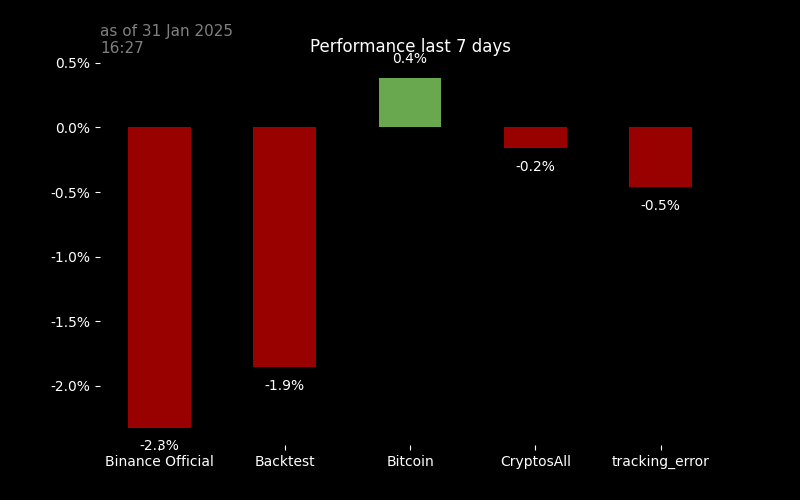 as of 31 Jan 2025
16:27
Performance last 7 days
0.5%
0.0%
-0.5%
-1.0%
-1.5%
-2.0%
0.4%
-0.2%
-0.5%
-1.9%
-2.3%
Binance Official
Backtest
Bitcoin
CryptosAll
tracking_error